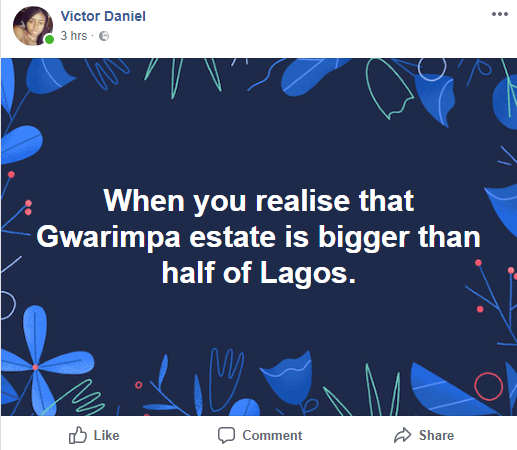 Victor Daniel
3 hrs ·
When you realise that
Gwarimpa estate is bigger than
half of Lagos.
Like Comment Share